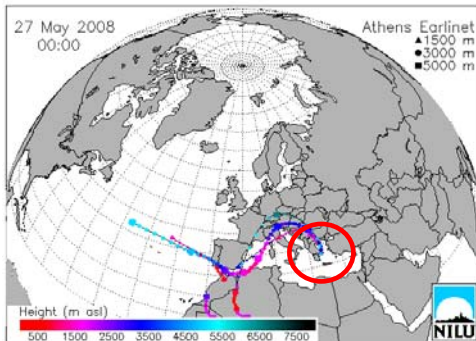 27 May 2008
00:00
Athens Earlinet
▲ 1500 m
● 3000 m
■ 5000 m
Height (m asl)
500 1500 2500 3500 4500 5500 6500 7500
NILU